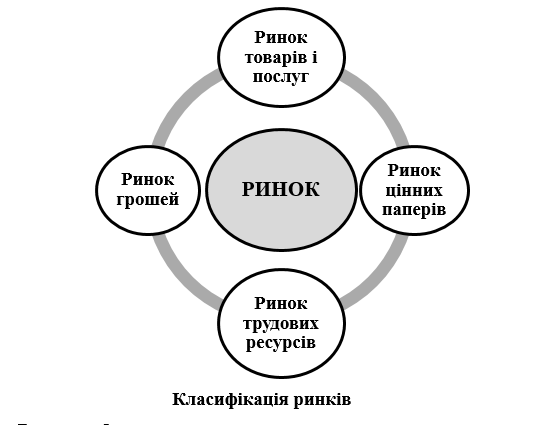 Ринок
товарів і
послуг
Ринок
грошей
РИНОК
Ринок
цінних
паперів
Ринок
трудових
ресурсів
Класифікація ринків